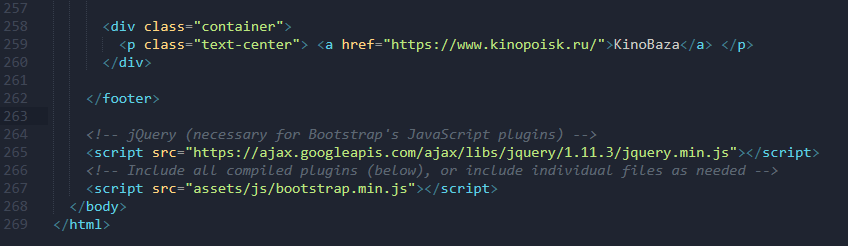 257
258 <div class="container">
259 <p class="text-center"> <a href="https://www.kinopoisk.ru/">KinoBaza</a> </p>
260 </div>
261
262 </footer>
263
264 <!-- jQuery (necessary for Bootstrap's JavaScript plugins) -->
265 <script src="https://ajax.googleapis.com/ajax/libs/jquery/1.11.3/jquery.min.js"></script>
266 <!-- Include all compiled plugins (below), or include individual files as needed -->
267 <script src="assets/js/bootstrap.min.js"></script>
268 </body>
269 </html>